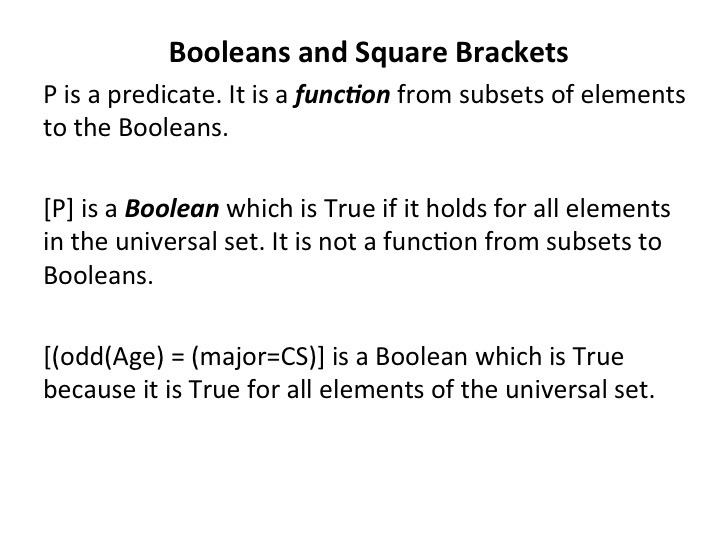 Booleans and Square Brackets
P is a predicate. It is a function from subsets of elements
to the Booleans.
[P] is a Boolean which is True if it holds for all elements
in the universal set. It is not a function from subsets to
Booleans.
[(odd(Age) = (major=CS)] is a Boolean which is True
because it is True for all elements of the universal set.